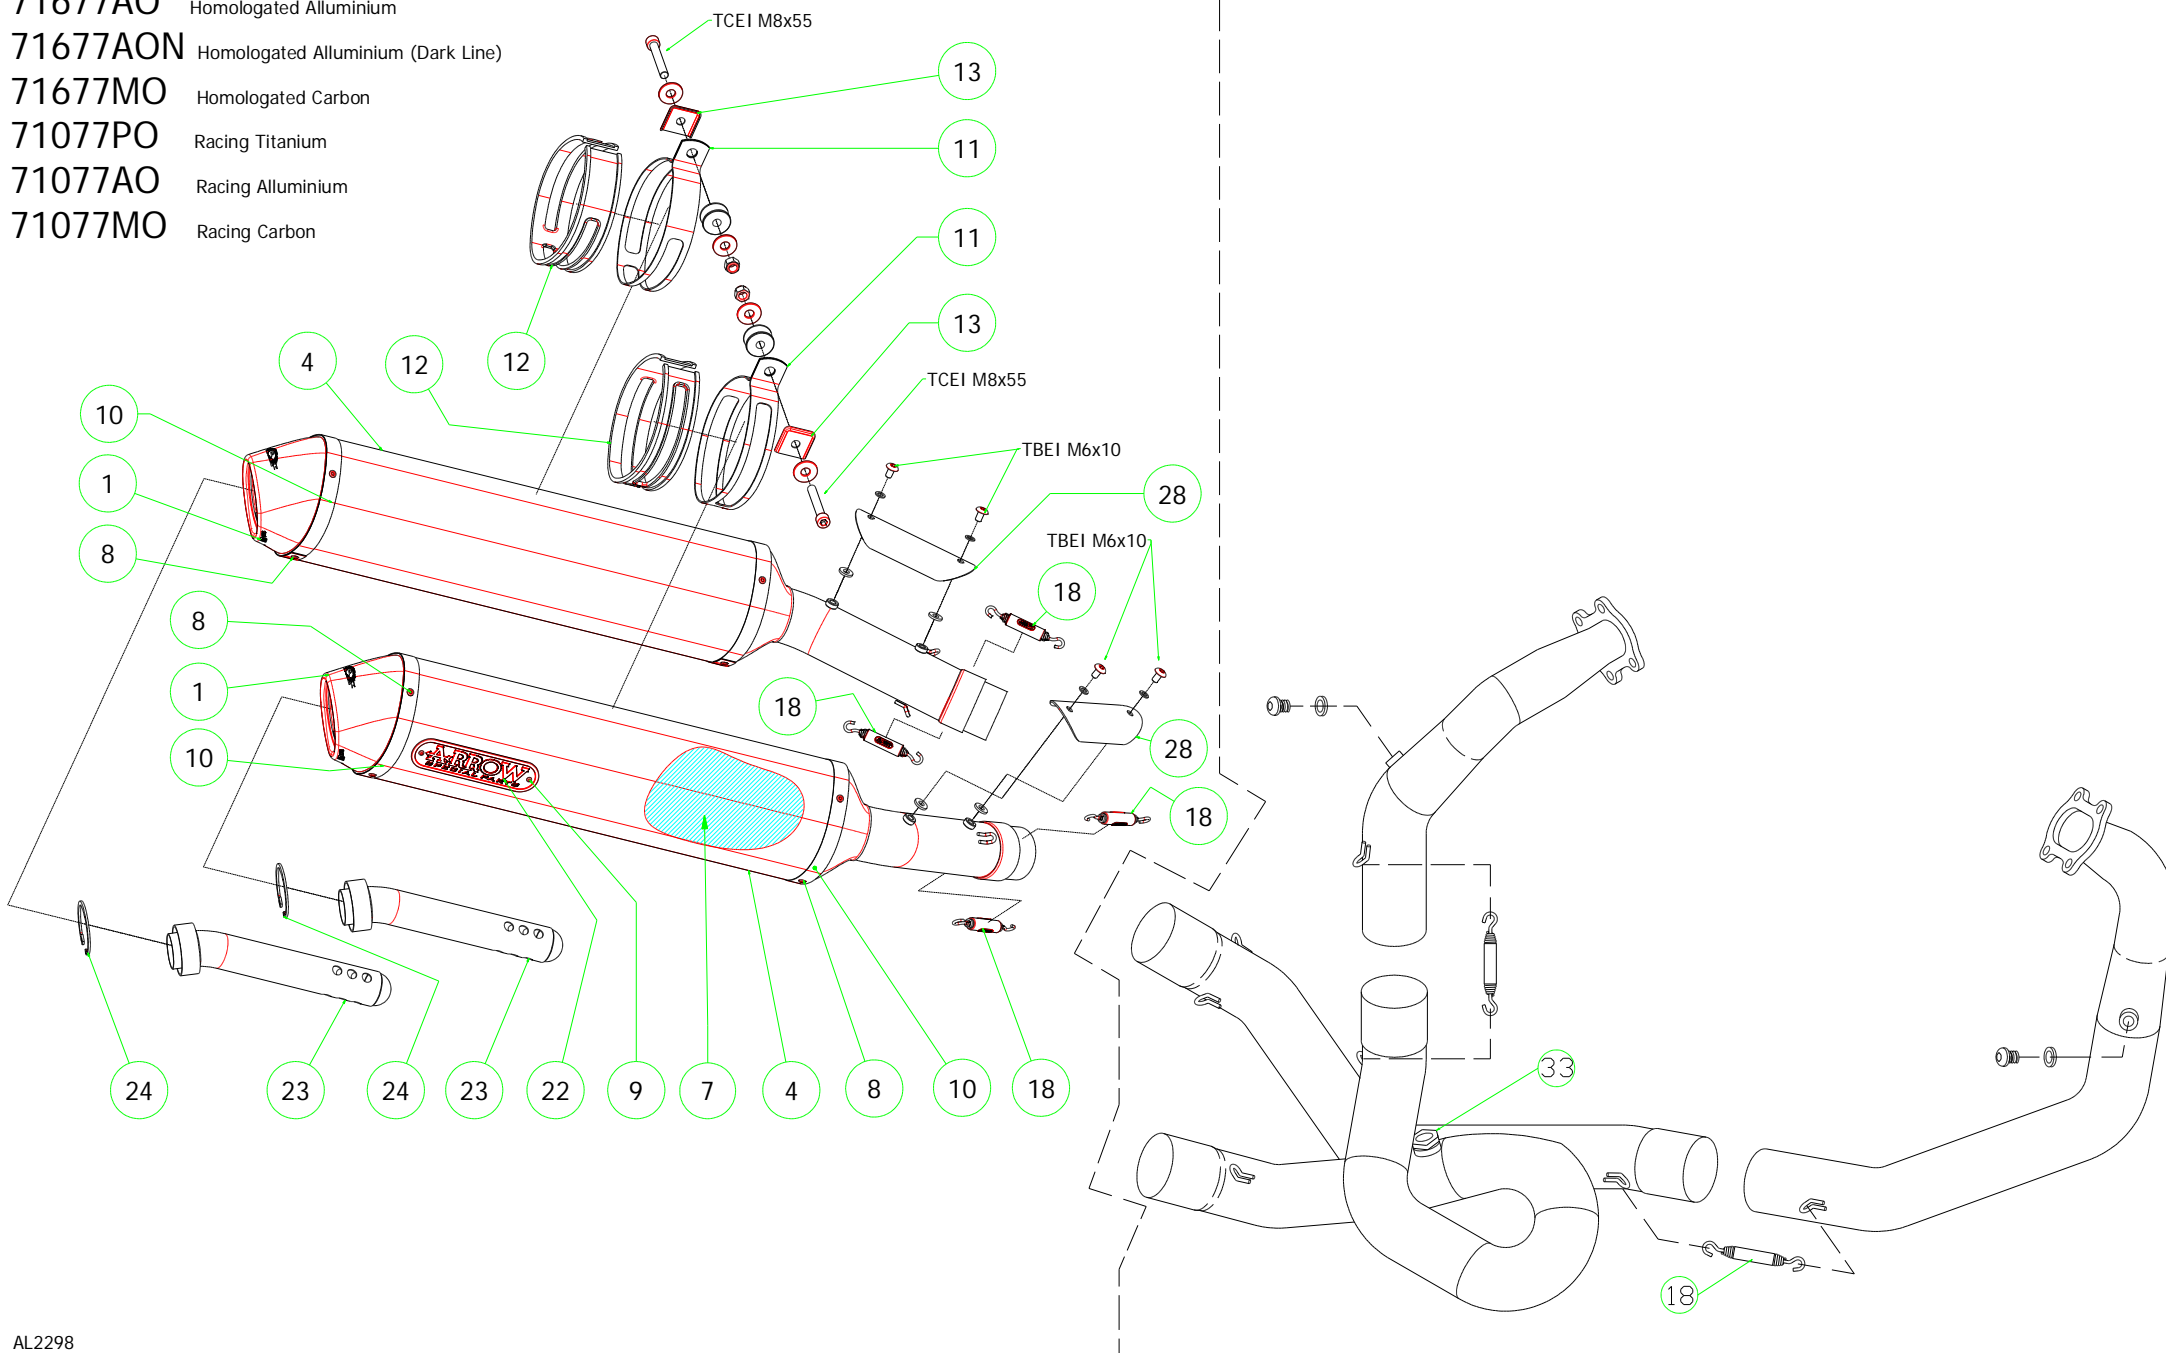 71677AO Homologated Alluminium
71677AON Homologated Alluminium (Dark Line)
71677MO Homologated Carbon
71077PO Racing Titanium
71077AO Racing Alluminium
71077MO Racing Carbon
TCEI M8x55
13
11
11
13
4
12
12
TCEI M8x55
10
TBEI M6x10
1
28
8
TBEI M6x10
18
8
1
18
28
10
ARROW
SPECIAL PARTS
18
33
24
23
24
23
22
9
7
4
8
10
18
18
AL2298